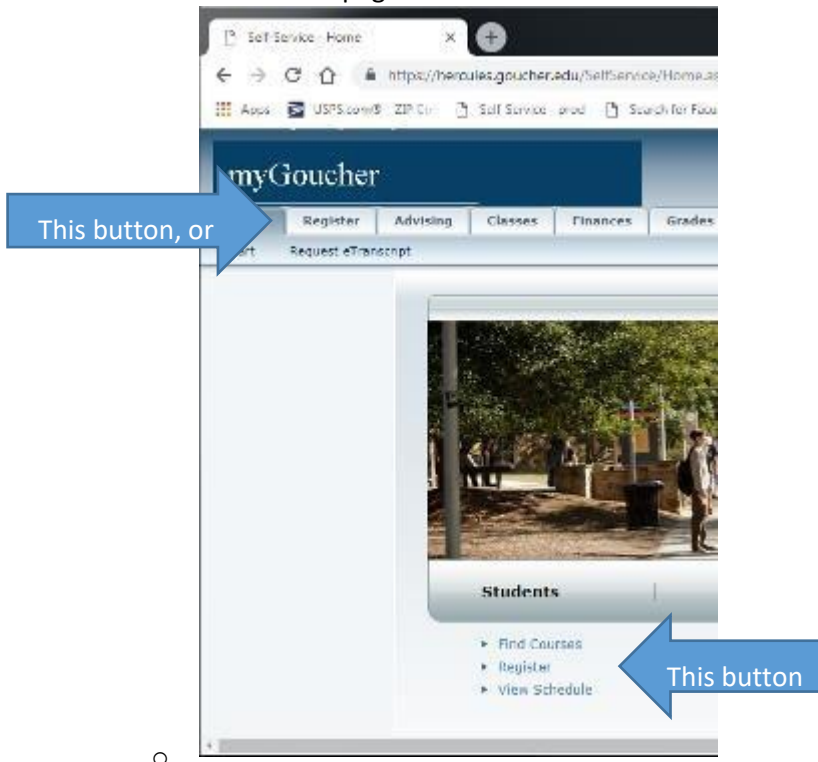 Self-Service - Home
https://hercules.goucher.edu/SelfService/Home.as
Apps USPS.com® ZIP Self Service prod Search for Facu
myGoucher
This button, or
Register Advising Classes Finances Grades
Request eTranscript
Students
Find Courses
Register
This button
View Schedule